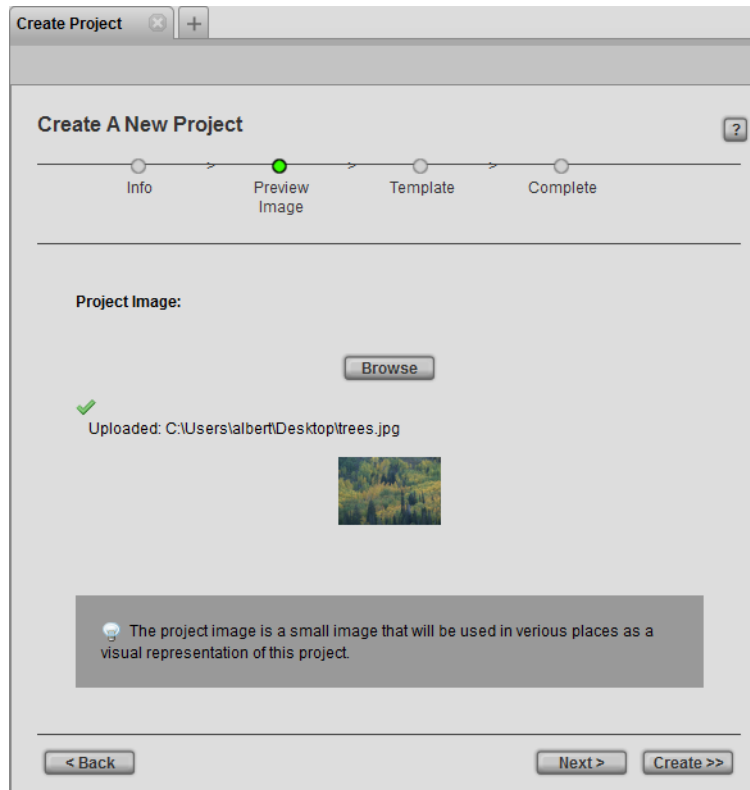 Create Project
+
Create A New Project
?
Info > Preview > Template > Complete
Image
Project Image:
Browse
Uploaded: C:\Users\albert\Desktop\trees.jpg
The project image is a small image that will be used in verious places as a
visual representation of this project.
< Back Next > Create >>